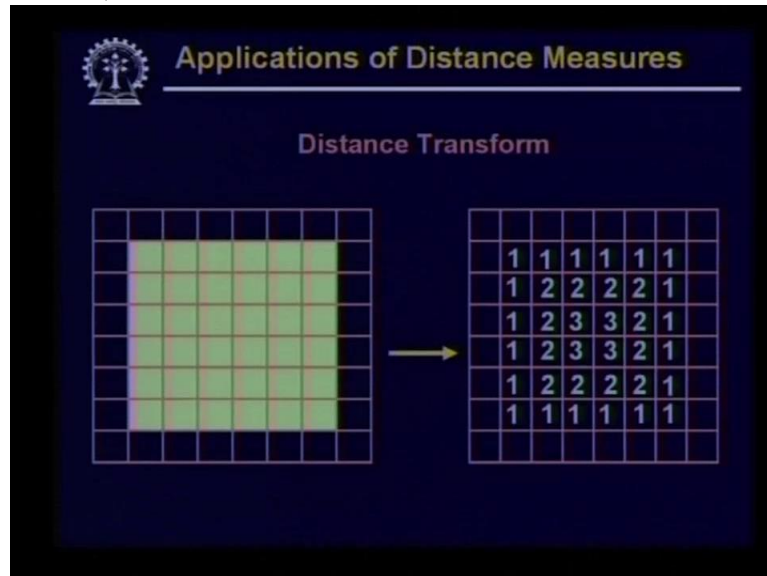 Applications of Distance Measures
Distance Transform
1 1 1 1 1 1
1 2 2 2 2 1
1 2 3 3 2 1
1 2 3 3 2 1
1 2 2 2 2 1
1 1 1 1 1 1